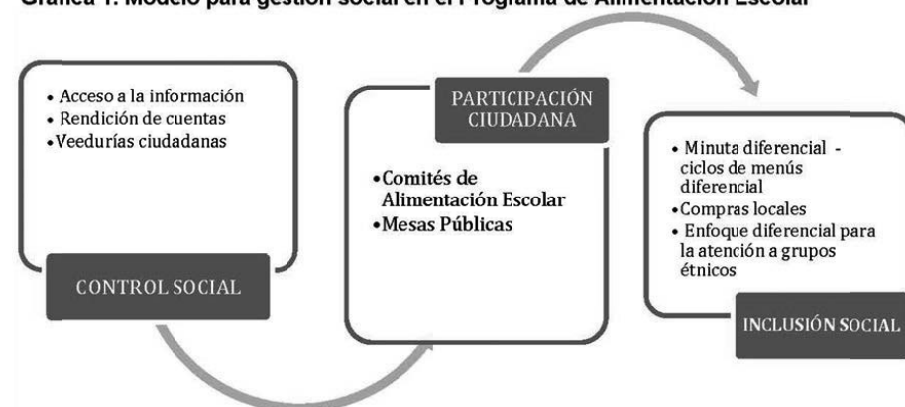 Gráfica 1. Modelo para gestión social en el Programa de Alimentación Escolar
• Acceso a la información
• Rendición de cuentas
•Veedurías ciudadanas
CONTROL SOCIAL
PARTICIPACIÓN
CIUDADANA
•Comités de
Alimentación Escolar
•Mesas Públicas
• Minuta diferencial -
ciclos de menús
diferencial
•Compras locales
• Enfoque diferencial para
la atención a grupos
étnicos
INCLUSIÓN SOCIAL